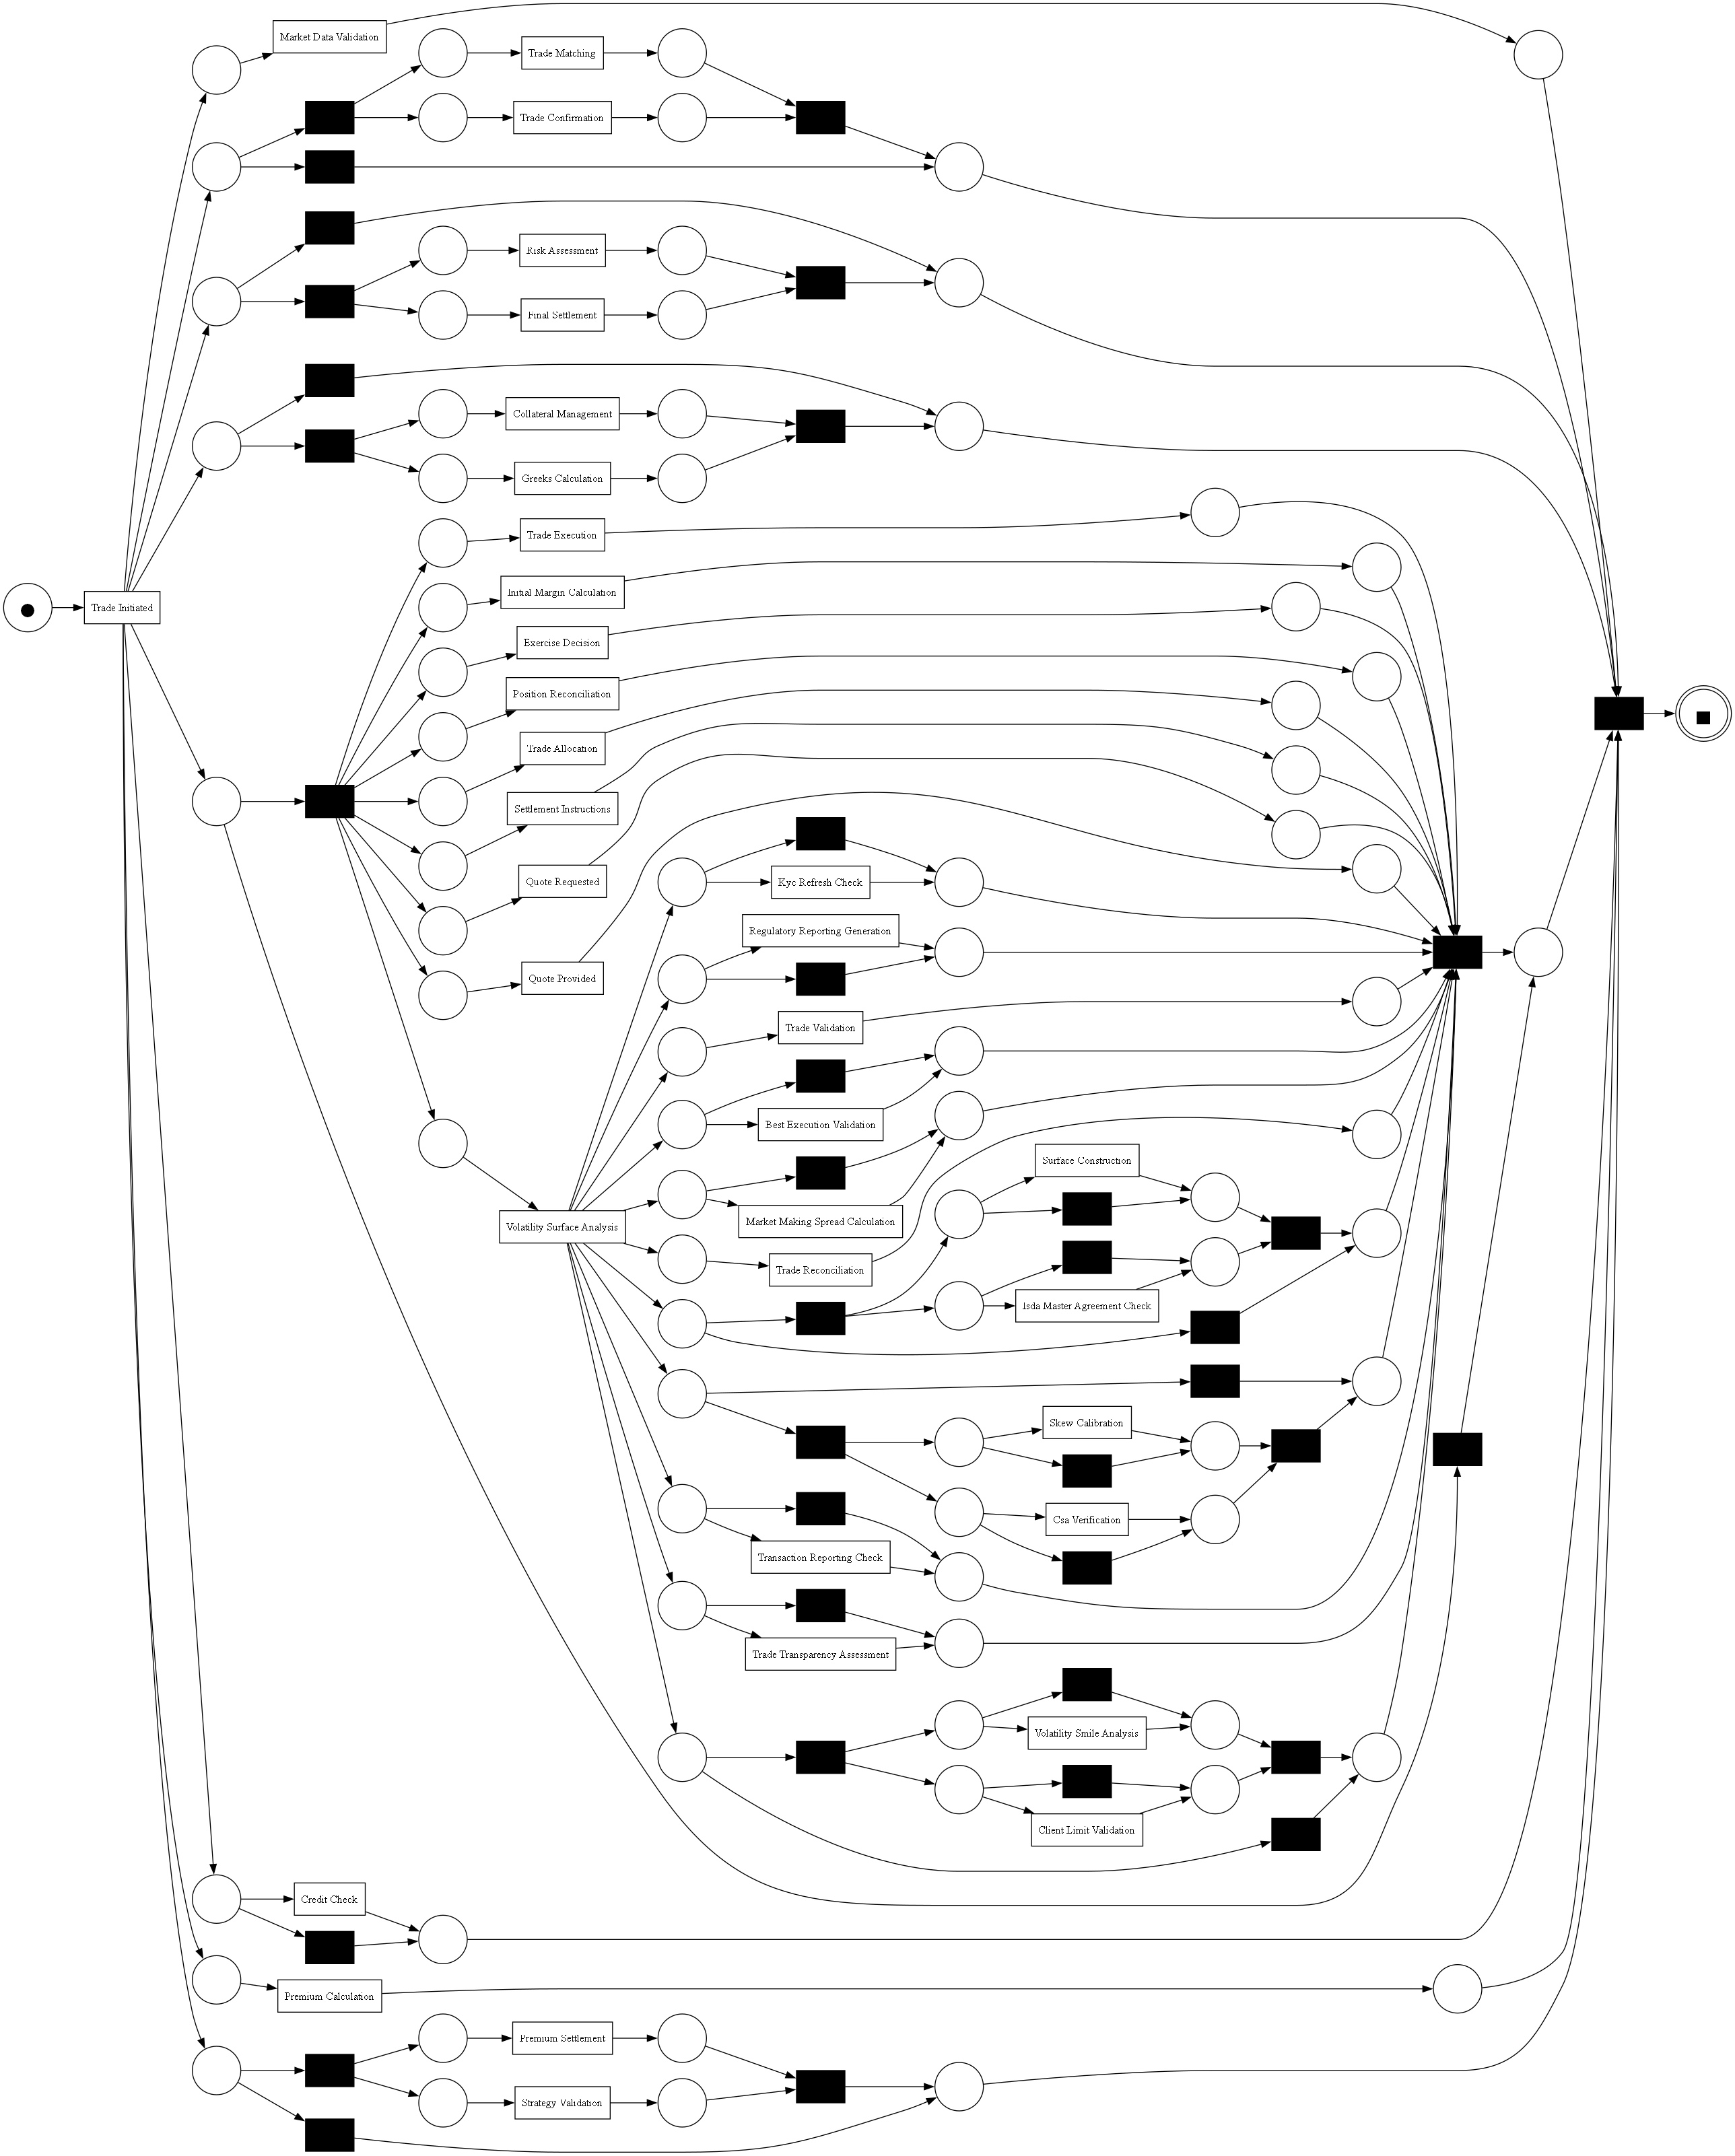 Market Data Validation
Trade Matching
Trade Confirmation
Risk Assessment
Final Settlement
Collateral Management
Greeks Calculation
Trade Execution
Initial Margin Calculation
Trade Initiated
Exercise Decision
Position Reconciliation
Trade Allocation
Settlement Instructions
Quote Requested
Kyc Refresh Check
Regulatory Reporting Generation
Quote Provided
Trade Validation
Best Execution Validation
Surface Construction
Market Making Spread Calculation
Volatility Surface Analysis
Trade Reconciliation
Isda Master Agreement Check
Skew Calibration
Csa Verification
Transaction Reporting Check
Trade Transparency Assessment
Volatility Smile Analysis
Client Limit Validation
Credit Check
Premium Calculation
Premium Settlement
Strategy Validation